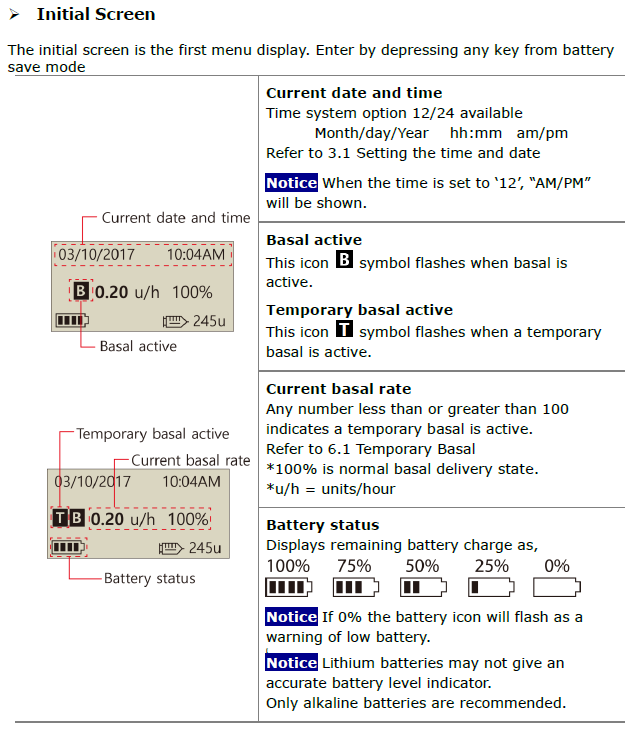 ➢ Initial Screen
The initial screen is the first menu display. Enter by depressing any key from battery
save mode
Current date and time
03/10/2017 10:04AM
B 0.20 u/h 100%
245u
Basal active
Temporary basal active
Current basal rate
03/10/2017 10:04AM
T B 0.20 u/h 100%
245u
Battery status
Current date and time
Time system option 12/24 available
Month/day/Year hh:mm am/pm
Refer to 3.1 Setting the time and date
Notice When the time is set to ‘12’, “AM/PM”
will be shown.
Basal active
This icon B symbol flashes when basal is
active.
Temporary basal active
This icon T symbol flashes when a temporary
basal is active.
Current basal rate
Any number less than or greater than 100
indicates a temporary basal is active.
Refer to 6.1 Temporary Basal
*100% is normal basal delivery state.
*u/h = units/hour
Battery status
Displays remaining battery charge as,
100% 75% 50% 25% 0%
Notice If 0% the battery icon will flash as a
warning of low battery.
Notice Lithium batteries may not give an
accurate battery level indicator.
Only alkaline batteries are recommended.